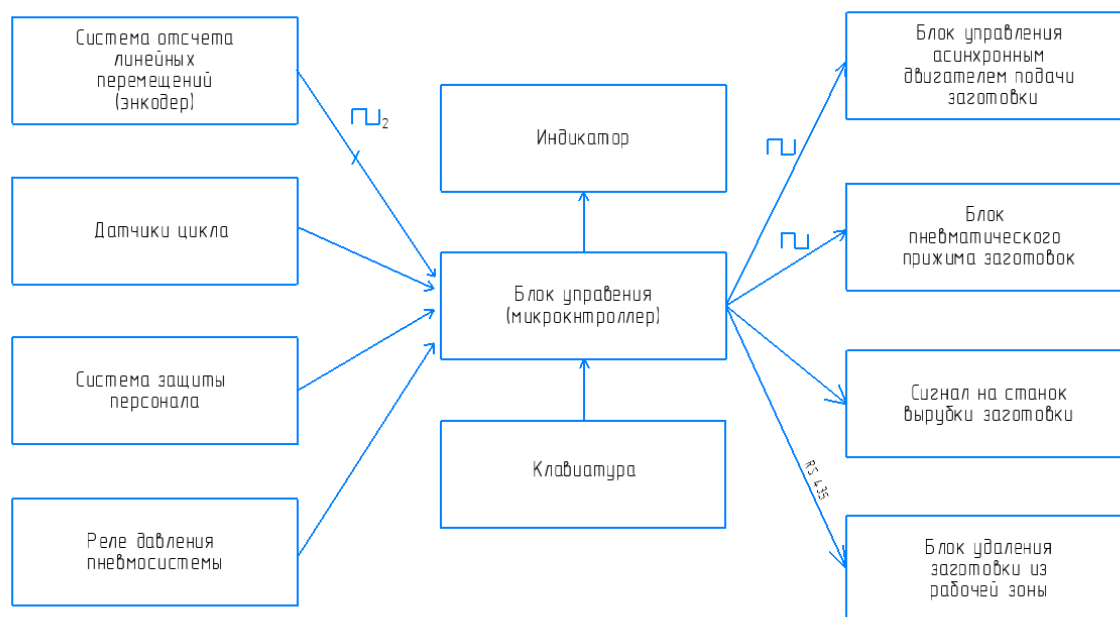 Система отсчета
линейных
перемещений
(энкодер)
2
Датчики цикла
Система защиты
персонала
Реле давления
пневмосистемы
Индикатор
Блок управения
(микрокнтроллер)
Клавиатура
Блок управления
асинхронным
двигателем подачи
заготовки
Блок
пневматического
прижима заготовок
Сигнал на станок
вырубки заготовки
RS 435
Блок удаления
заготовки из
рабочей зоны